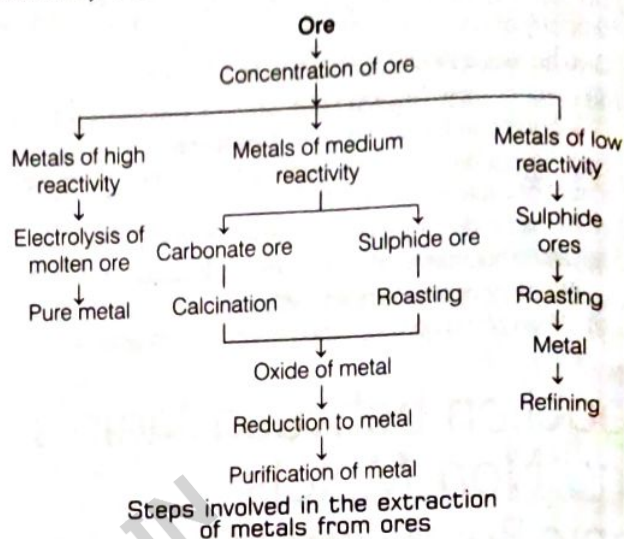 Ore
Concentration of ore
Metals of high
reactivity
Electrolysis of
molten ore
Pure metal
Metals of medium
reactivity
Carbonate ore
Calcination
Sulphide ore
Roasting
Oxide of metal
Reduction to metal
Purification of metal
Metals of low
reactivity
Sulphide
ores
Roasting
Metal
Refining
Steps involved in the extraction
of metals from ores